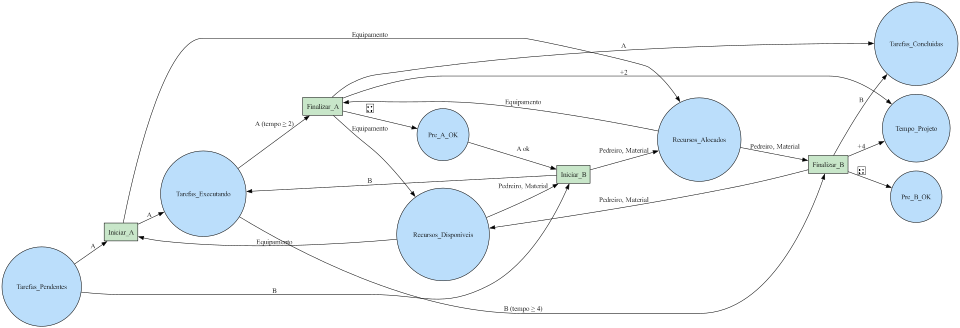 Equipamento
A
Tarefas_Concluidas
+2
A (tempo ≥ 2)
Finalizar_A
Equipamento
Equipamento
Pre_A_OK
A ok
Recursos_Alocados
Tempo_Projeto
B
+4
Pedreiro, Material
Pedreiro, Material
Finalizar_B
Iniciar_B
Tarefas_Executando
B
Pedreiro, Material
Pedreiro, Material
Pre_B_OK
A
Iniciar_A
Recursos_Disponiveis
Equipamento
A
Tarefas_Pendentes
B
B (tempo ≥ 4)